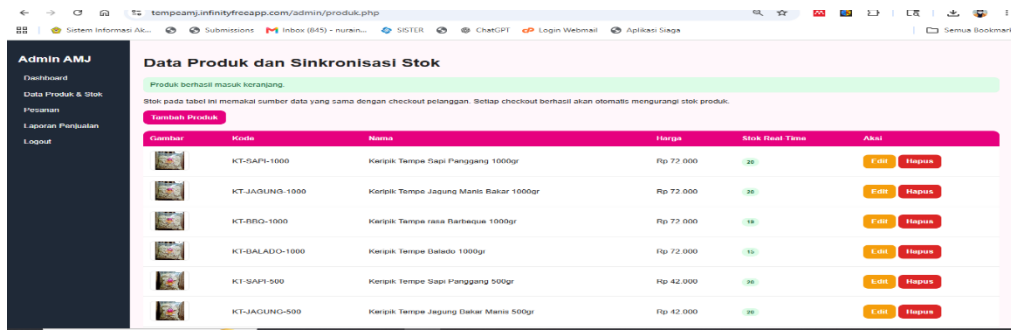 tempeamj.infinityfreeapp.com/admin/produk.php
Sistem Informasi Ak... Submissions Inbox (845) - nurain... SISTER ChatGPT Login Webmail Aplikasi Siaga Semua Bookmark
Admin AMJ
Dashboard
Data Produk & Stok
Pesanan
Laporan Penjualan
Logout
Data Produk dan Sinkronisasi Stok
Produk berhasil masuk keranjang.
Stok pada tabel ini memakai sumber data yang sama dengan checkout pelanggan. Setiap checkout berhasil akan otomatis mengurangi stok produk.
Tambah Produk
Gambar Kode Nama Harga Stok Real Time Aksi
KT-SAPI-1000 Keripik Tempe Sapi Panggang 1000gr Rp 72.000 20 Edit Hapus
KT-JAGUNG-1000 Keripik Tempe Jagung Manis Bakar 1000gr Rp 72.000 20 Edit Hapus
KT-BBQ-1000 Keripik Tempe rasa Barbeque 1000gr Rp 72.000 Edit Hapus
KT-BALADO-1000 Keripik Tempe Balado 1000gr Rp 72.000 15 Edit Hapus
KT-SAPI-500 Keripik Tempe Sapi Panggang 500gr Rp 42.000 20 Edit Hapus
KT-JAGUNG-500 Keripik Tempe Jagung Bakar Manis 500gr Rp 42.000 20 Edit Hapus